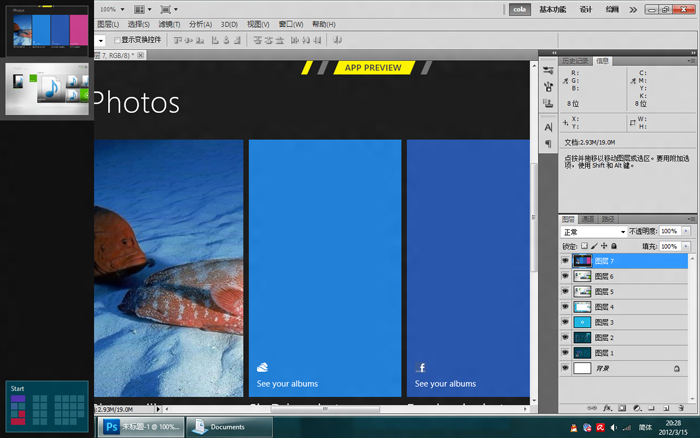 100%
cola
基本功能
设计
绘画
图层(L) 选择(S) 滤镜(T) 分析(A) 3D(D) 视图(V) 窗口(W) 帮助(H)
显示变换控件
层 7, RGB/8) *
APP PREVIEW
Photos
See your albums
See your albums
2.93M/19.0M
历史记录 信息
R:
G:
B:
8 位
C:
M:
Y:
K:
8 位
X:
Y:
W:
H:
文档:2.93M/19.0M
点按并拖移以移动图层或选区。要用附加选
项，使用 Shift 和 Alt 键。
图层 通道 路径
正常
不透明度: 100%
锁定:
填充: 100%
图层 7
图层 6
图层 5
图层 4
图层 3
图层 2
图层 1
背景
Start
Ps
未标题-1 @ 100%...
Documents
简体
20:28
2012/3/15